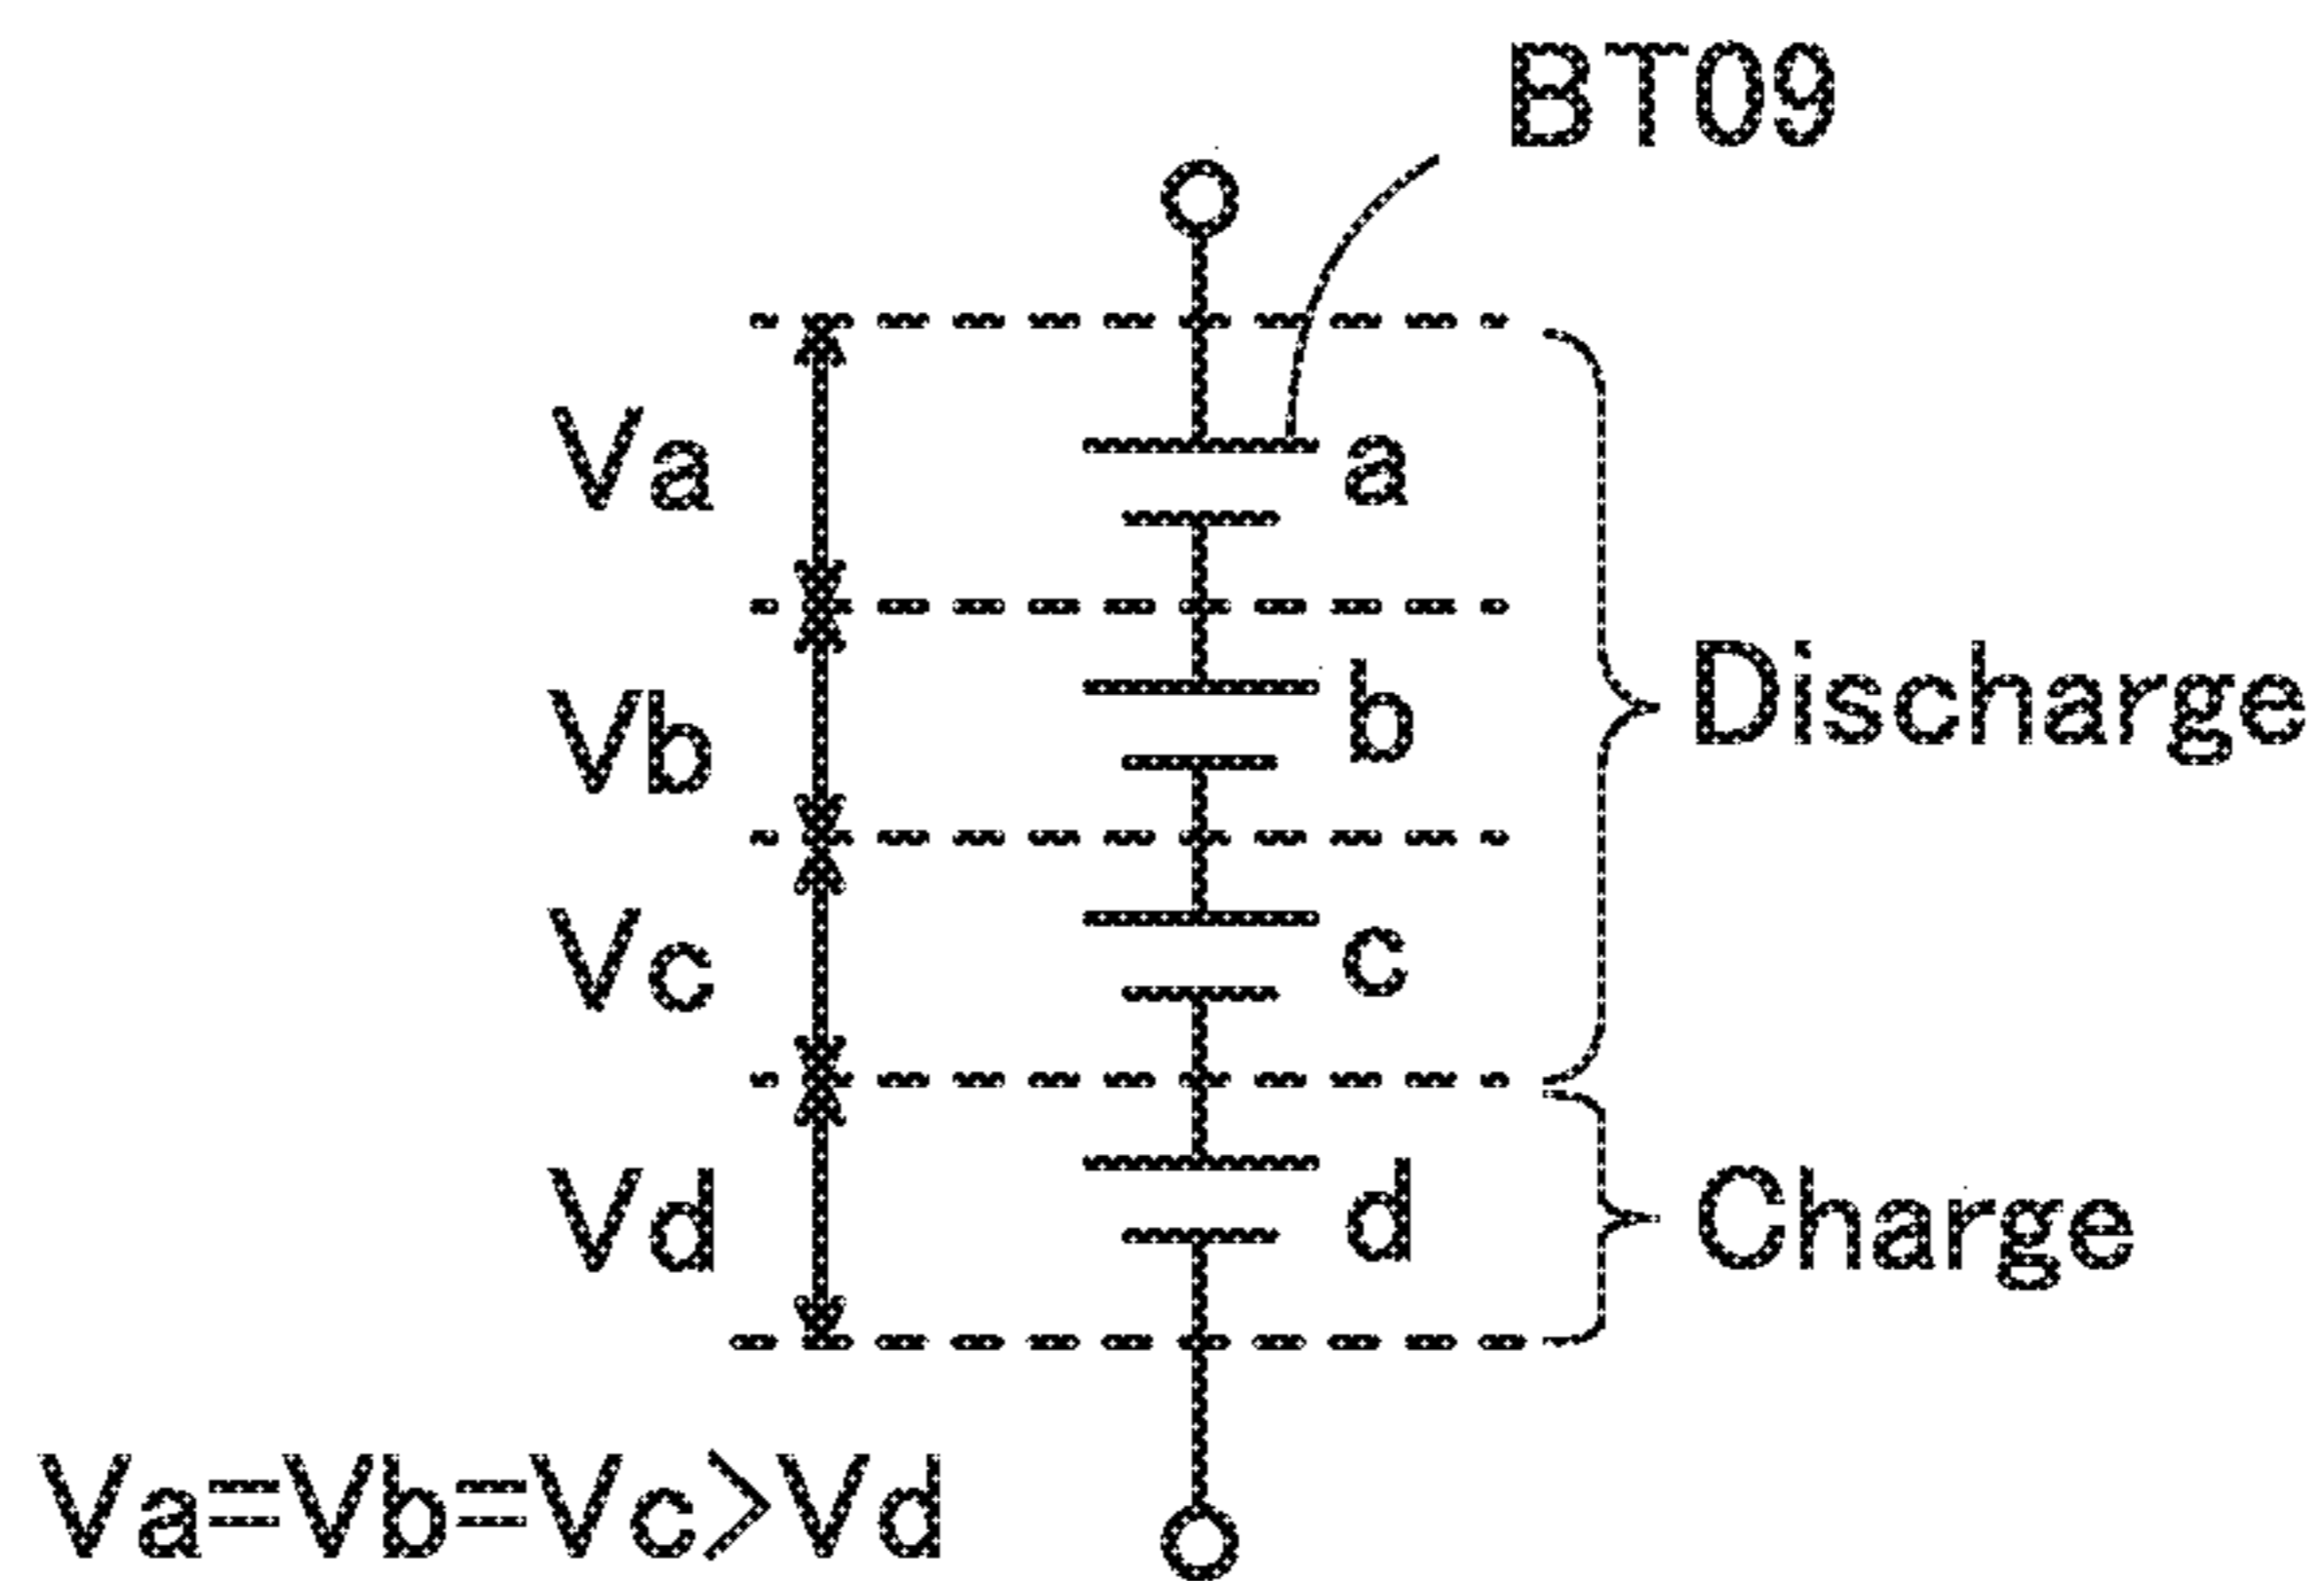 BT09
Va
a
Vb
b
Discharge
Vc
c
Vd
d
Charge
Va=Vb=Vc>Vd